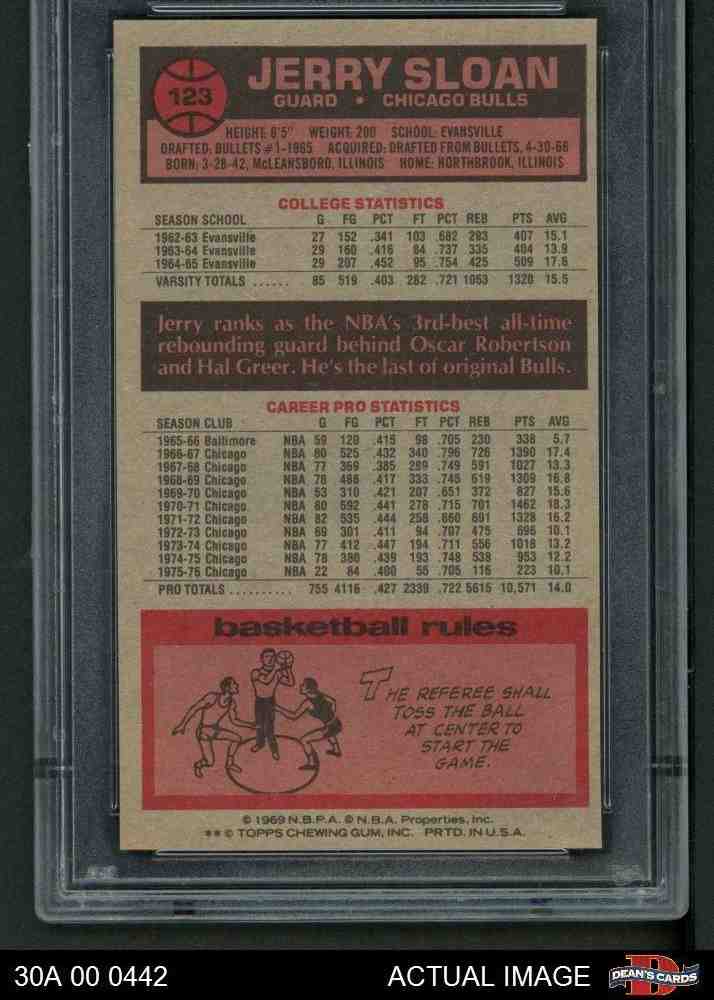 123
JERRY SLOAN
GUARD • CHICAGO BULLS
HEIGHT: 6'5" WEIGHT: 200 SCHOOL: EVANSVILLE
DRAFTED: BULLETS #1-1965 ACQUIRED: DRAFTED FROM BULLETS, 4-30-66
BORN: 3-28-42, McLEANSBORO, ILLINOIS HOME: NORTHBROOK, ILLINOIS
COLLEGE STATISTICS
SEASON SCHOOL G FG PCT FT PCT REB PTS AVG
1962-63 Evansville 27 152 .341 103 .682 293 407 15.1
1963-64 Evansville 29 160 .416 84 .737 335 404 13.9
1964-65 Evansville 29 207 .452 95 .754 425 509 17.6
VARSITY TOTALS ...... 85 519 .403 282 .721 1053 1320 15.5
Jerry ranks as the NBA's 3rd-best all-time
rebounding guard behind Oscar Robertson
and Hal Greer. He's the last of original Bulls.
CAREER PRO STATISTICS
SEASON CLUB G FG PCT FT PCT REB PTS AVG
1965-66 Baltimore NBA 59 120 .415 98 .705 230 338 5.7
1966-67 Chicago NBA 80 525 .432 340 .796 726 1390 17.4
1967-68 Chicago NBA 77 369 .385 289 .749 591 1027 13.3
1968-69 Chicago NBA 78 488 .417 333 .745 619 1309 16.8
1969-70 Chicago NBA 53 310 .421 207 .651 372 827 15.6
1970-71 Chicago NBA 80 592 .441 278 .715 701 1462 18.3
1971-72 Chicago NBA 82 535 .444 258 .660 691 1328 16.2
1972-73 Chicago NBA 69 301 .411 94 .707 475 696 10.1
1973-74 Chicago NBA 77 412 .447 194 .711 556 1018 13.2
1974-75 Chicago NBA 78 380 .439 193 .748 538 953 12.2
1975-76 Chicago NBA 22 84 .400 55 .705 116 223 10.1
PRO TOTALS .......... 755 4116 .427 2339 .722 5615 10,571 14.0
basketball rules
THE REFEREE SHALL
TOSS THE BALL
AT CENTER TO
START THE
GAME.
© 1969 N.B.P.A. © N.B.A. Properties, Inc.
** © TOPPS CHEWING GUM, INC. PRTD. IN U.S.A.
30A 00 0442 ACTUAL IMAGE
DEAN'S CARDS